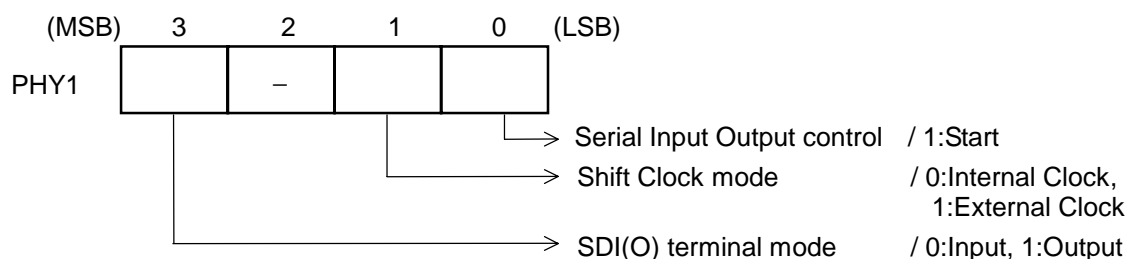 (MSB) 3 2 1 0 (LSB)
PHY1 –
Serial Input Output control / 1:Start
Shift Clock mode / 0:Internal Clock,
1:External Clock
SDI(O) terminal mode / 0:Input, 1:Output